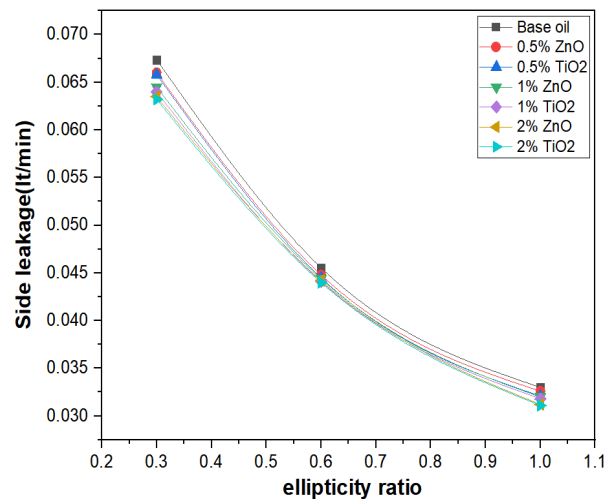 0.070
0.065
0.060
0.055
0.050
0.045
0.040
0.035
0.030
Side leakage(lt/min)
Base oil
0.5% ZnO
0.5% TiO2
1% ZnO
1% TiO2
2% ZnO
2% TiO2
0.2 0.3 0.4 0.5 0.6 0.7 0.8 0.9 1.0 1.1
ellipticity ratio